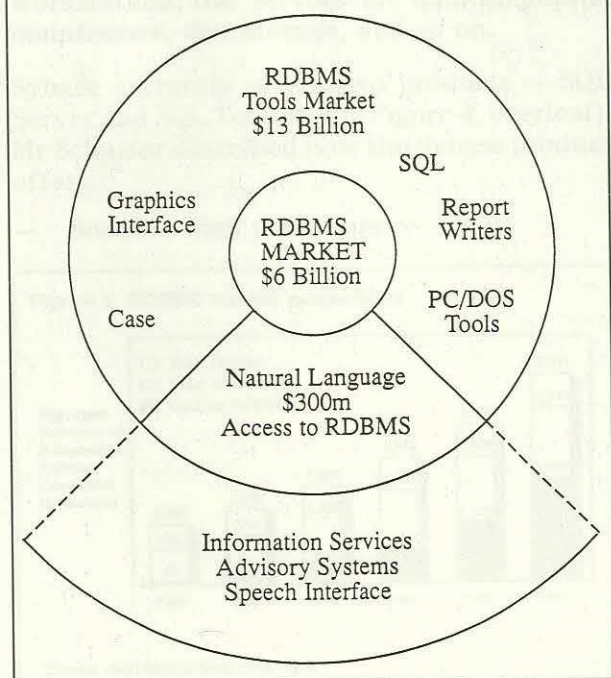 RDBMS
Tools Market
$13 Billion
SQL
Graphics
Interface
Report
Writers
RDBMS
MARKET
$6 Billion
Case
PC/DOS
Tools
Natural Language
$300m
Access to RDBMS
Information Services
Advisory Systems
Speech Interface